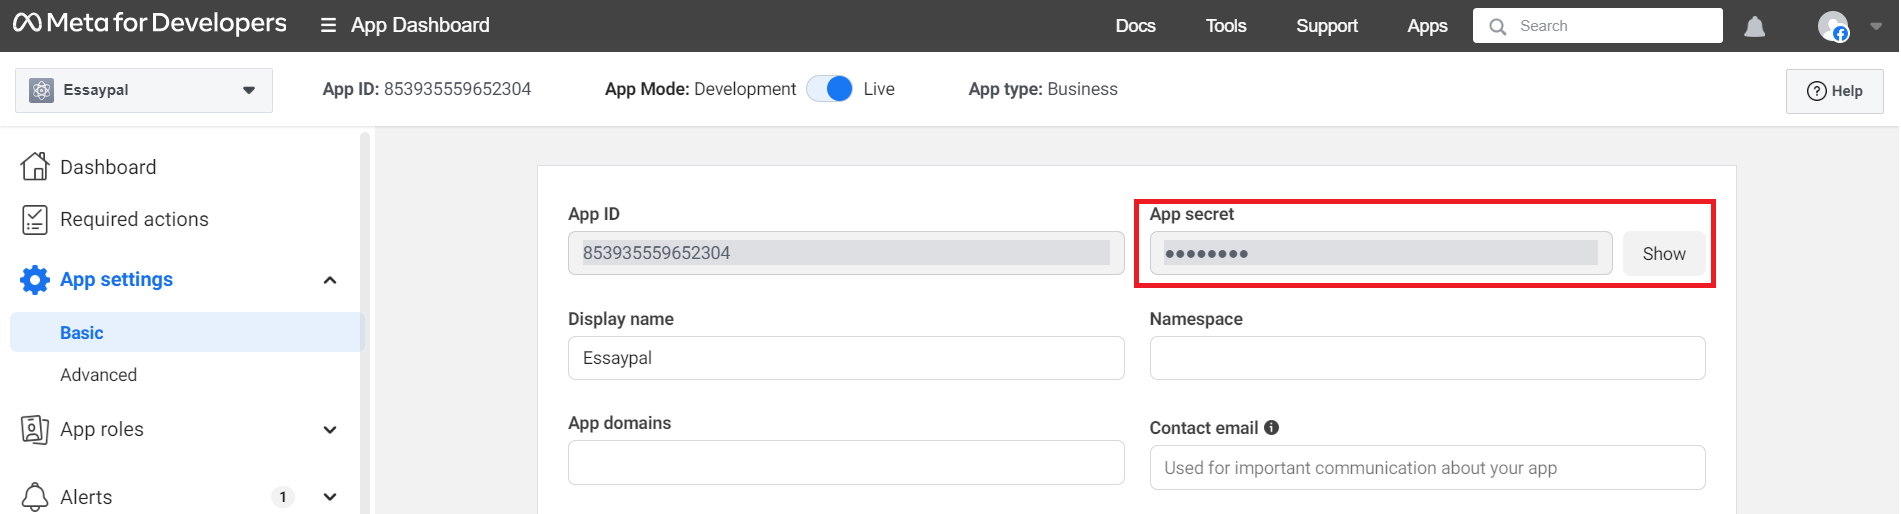 Meta for Developers
App Dashboard
Docs
Tools
Support
Apps
Search
Essaypal
App ID: 853935559652304
App Mode: Development
Live
App type: Business
Help
Dashboard
Required actions
App settings
Basic
Advanced
App roles
Alerts
1
App ID
853935559652304
App secret
●●●●●●●●
Show
Display name
Essaypal
Namespace
App domains
Contact email
Used for important communication about your app